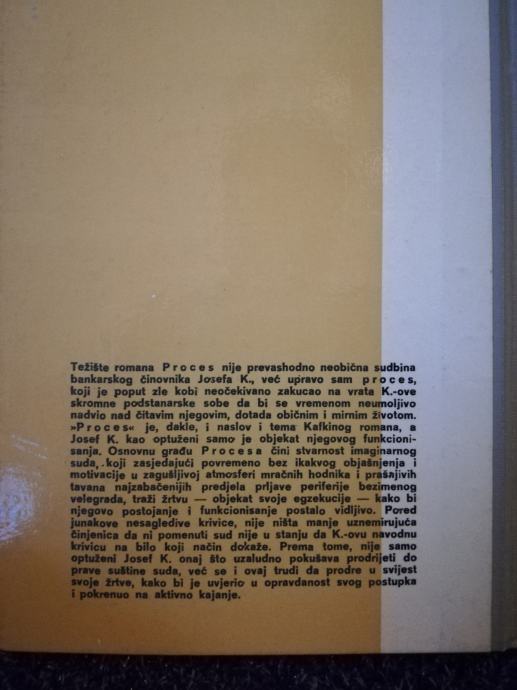 Težište romana Proces nije prevashodno neobična sudbina
bankarskog činovnika Josefa K., već upravo sam proces,
koji je poput zle kobi neočekivano zakucao na vrata K.-ove
skromne podstanarske sobe da bi se vremenom neumoljivo
nadvio nad čitavim njegovim, dotada običnim i mirnim životom.
»Proces« je, dakle, i naslov i tema Kafkinog romana, a
Josef K. kao optuženi samo je objekat njegovog funkcioni-
sanja. Osnovnu građu Procesa čini stvarnost imaginarnog
suda, koji zasjedajući povremeno bez ikakvog objašnjenja i
motivacije u zagušljivoj atmosferi mračnih hodnika i prašnjavih
tavana najzabačenijih predjela prljave periferije bezimenog
velegrada, traži žrtvu — objekat svoje egzekucije — kako bi
njegovo postojanje i funkcionisanje postalo vidljivo. Pored
junakove nesagledive krivice, nije ništa manje uznemirujuća
činjenica da ni pomenuti sud nije u stanju da K.-ovu navodnu
krivicu na bilo koji način dokaže. Prema tome, nije samo
optuženi Josef K. onaj što uzaludno pokušava prodrijeti do
prave suštine suda, već se i ovaj trudi da prodre u svijest
svoje žrtve, kako bi je uvjerio u opravdanost svog postupka
i pokrenuo na aktivno kajanje.